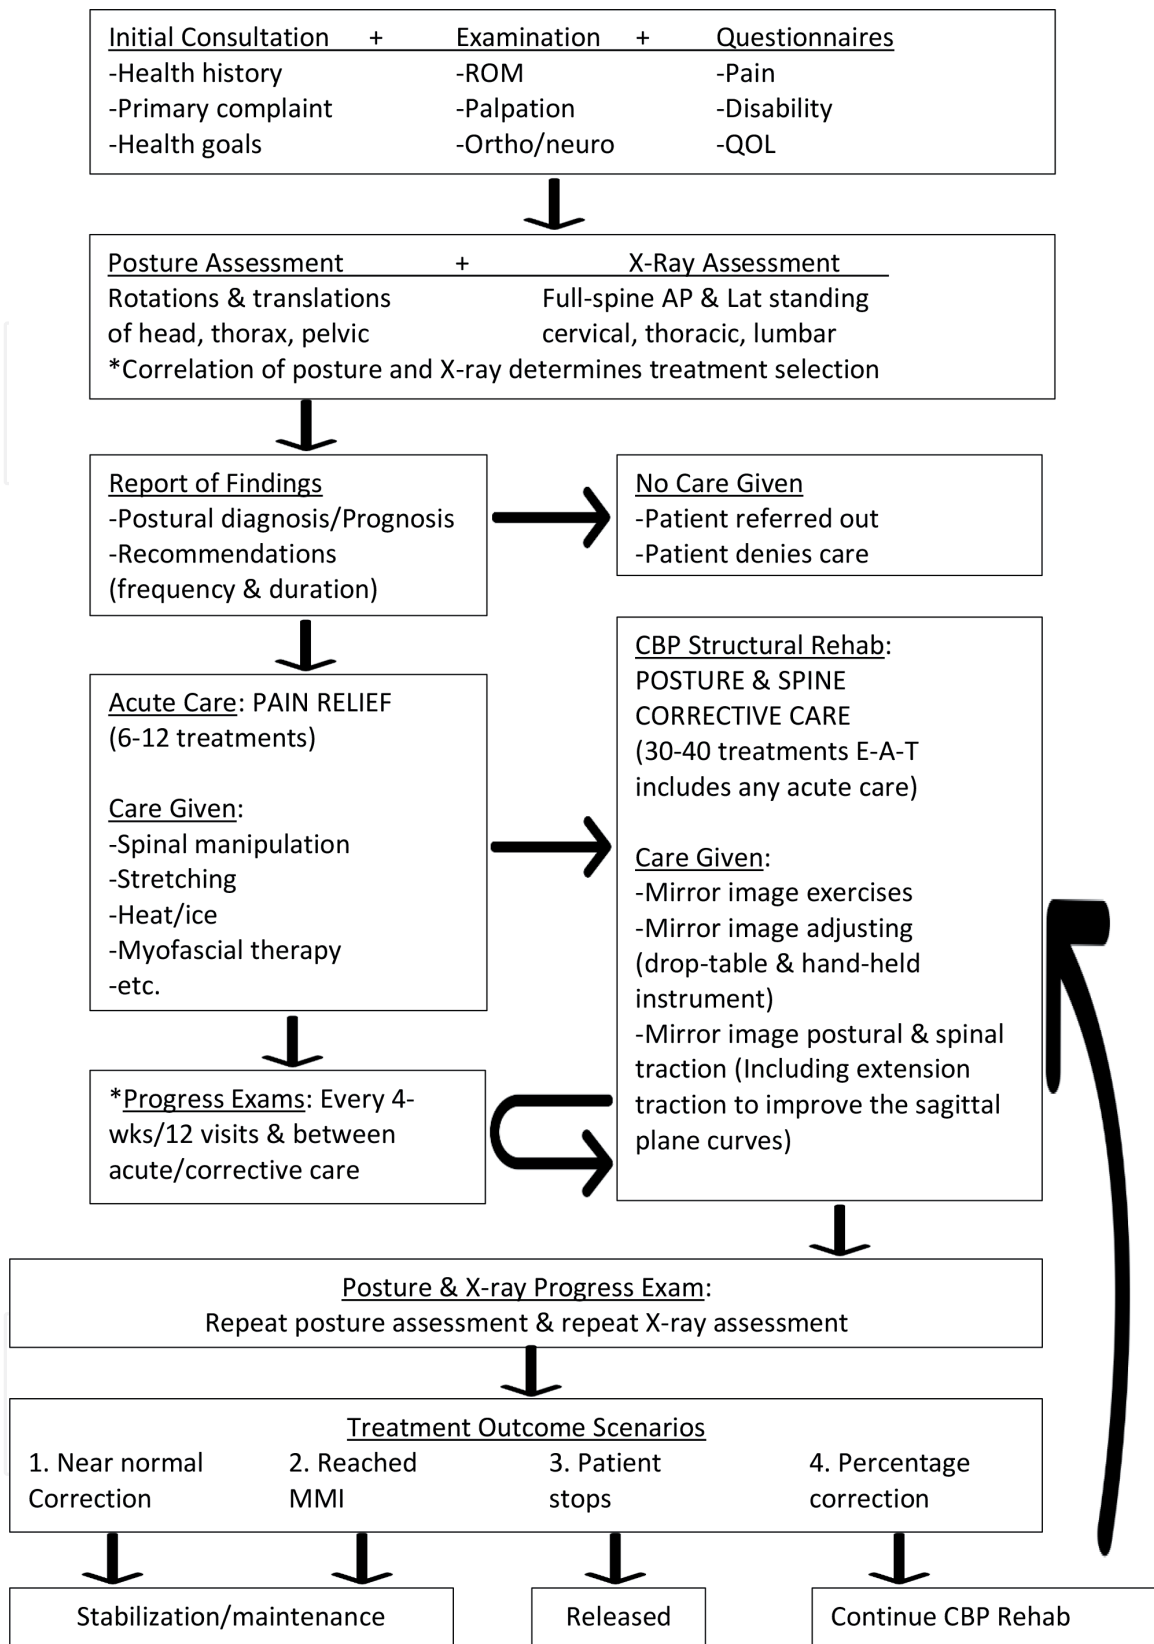 Initial Consultation + Examination + Questionnaires
-Health history -ROM -Pain
-Primary complaint -Palpation -Disability
-Health goals -Ortho/neuro -QOL
Posture Assessment + X-Ray Assessment
Rotations & translations Full-spine AP & Lat standing
of head, thorax, pelvic cervical, thoracic, lumbar
*Correlation of posture and X-ray determines treatment selection
Report of Findings
-Postural diagnosis/Prognosis
-Recommendations
(frequency & duration)
No Care Given
-Patient referred out
-Patient denies care
Acute Care: PAIN RELIEF
(6-12 treatments)
Care Given:
-Spinal manipulation
-Stretching
-Heat/ice
-Myofascial therapy
-etc.
CBP Structural Rehab:
POSTURE & SPINE
CORRECTIVE CARE
(30-40 treatments E-A-T
includes any acute care)
Care Given:
-Mirror image exercises
-Mirror image adjusting
(drop-table & hand-held
instrument)
-Mirror image postural & spinal
traction (Including extension
traction to improve the sagittal
plane curves)
*Progress Exams: Every 4-
wks/12 visits & between
acute/corrective care
Posture & X-ray Progress Exam:
Repeat posture assessment & repeat X-ray assessment
Treatment Outcome Scenarios
1. Near normal 2. Reached 3. Patient 4. Percentage
Correction MMI stops correction
Stabilization/maintenance Released Continue CBP Rehab